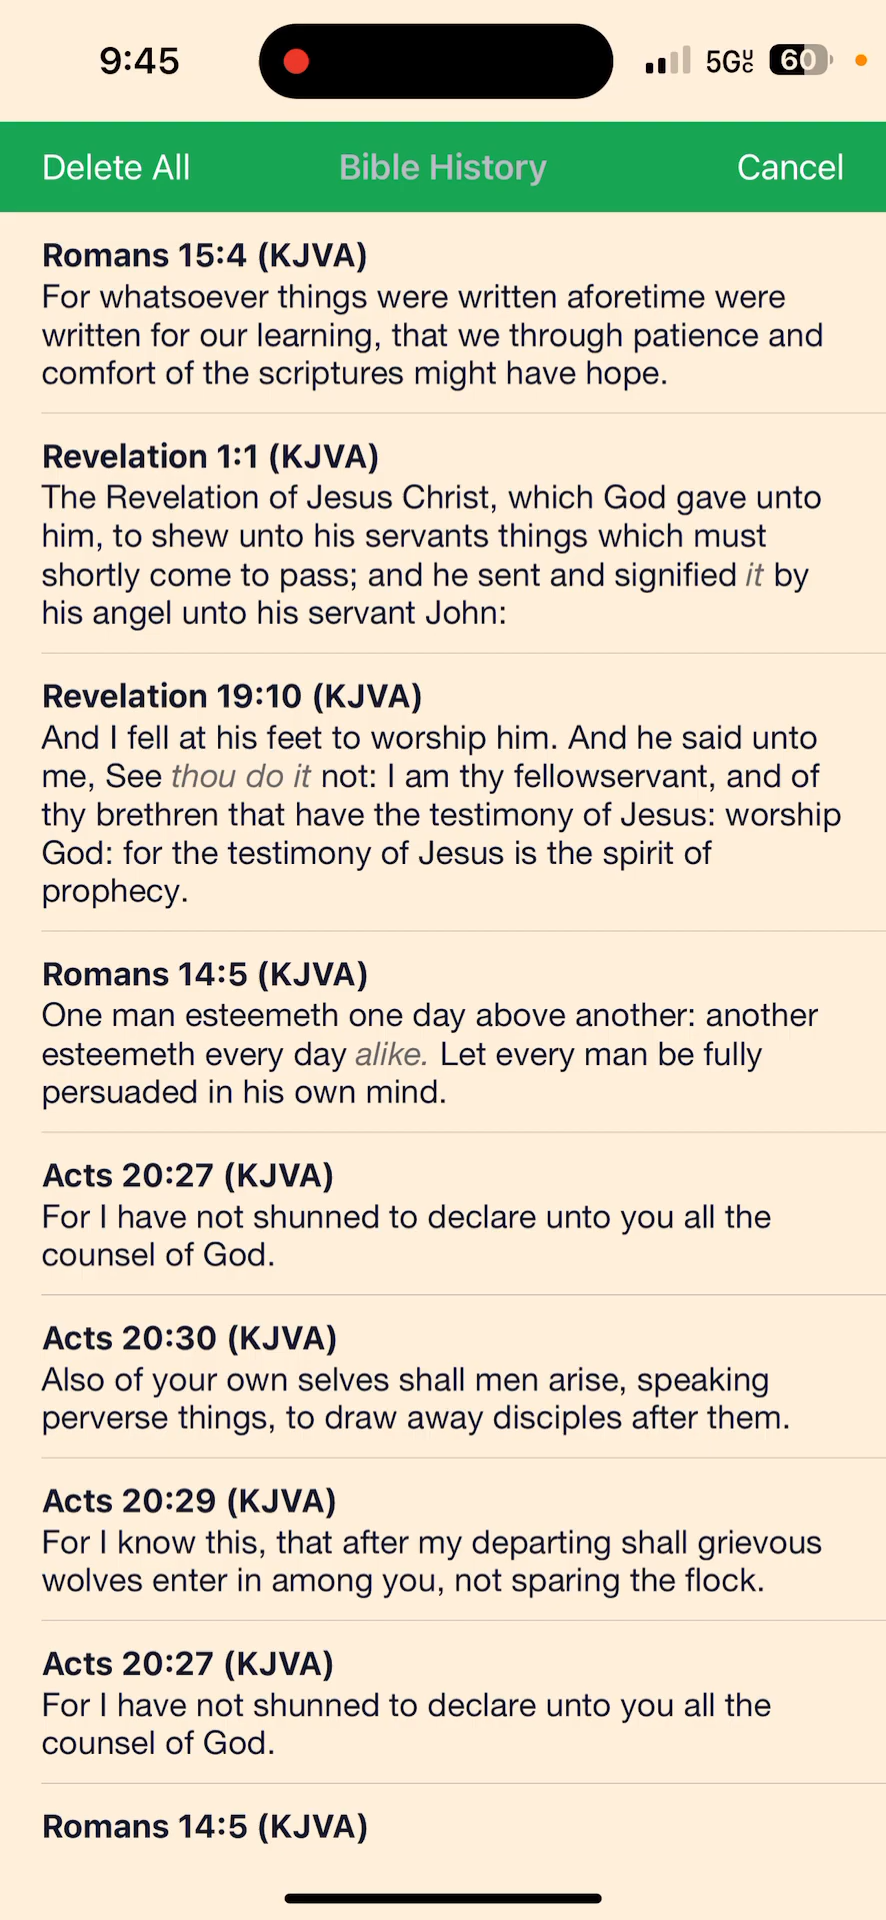 9:45
5GUC
60
Delete All
Bible History
Cancel
Romans 15:4 (KJVA)
For whatsoever things were written aforetime were
written for our learning, that we through patience and
comfort of the scriptures might have hope.
Revelation 1:1 (KJVA)
The Revelation of Jesus Christ, which God gave unto
him, to shew unto his servants things which must
shortly come to pass; and he sent and signified it by
his angel unto his servant John:
Revelation 19:10 (KJVA)
And I fell at his feet to worship him. And he said unto
me, See thou do it not: I am thy fellowservant, and of
thy brethren that have the testimony of Jesus: worship
God: for the testimony of Jesus is the spirit of
prophecy.
Romans 14:5 (KJVA)
One man esteemeth one day above another: another
esteemeth every day alike. Let every man be fully
persuaded in his own mind.
Acts 20:27 (KJVA)
For I have not shunned to declare unto you all the
counsel of God.
Acts 20:30 (KJVA)
Also of your own selves shall men arise, speaking
perverse things, to draw away disciples after them.
Acts 20:29 (KJVA)
For I know this, that after my departing shall grievous
wolves enter in among you, not sparing the flock.
Acts 20:27 (KJVA)
For I have not shunned to declare unto you all the
counsel of God.
Romans 14:5 (KJVA)